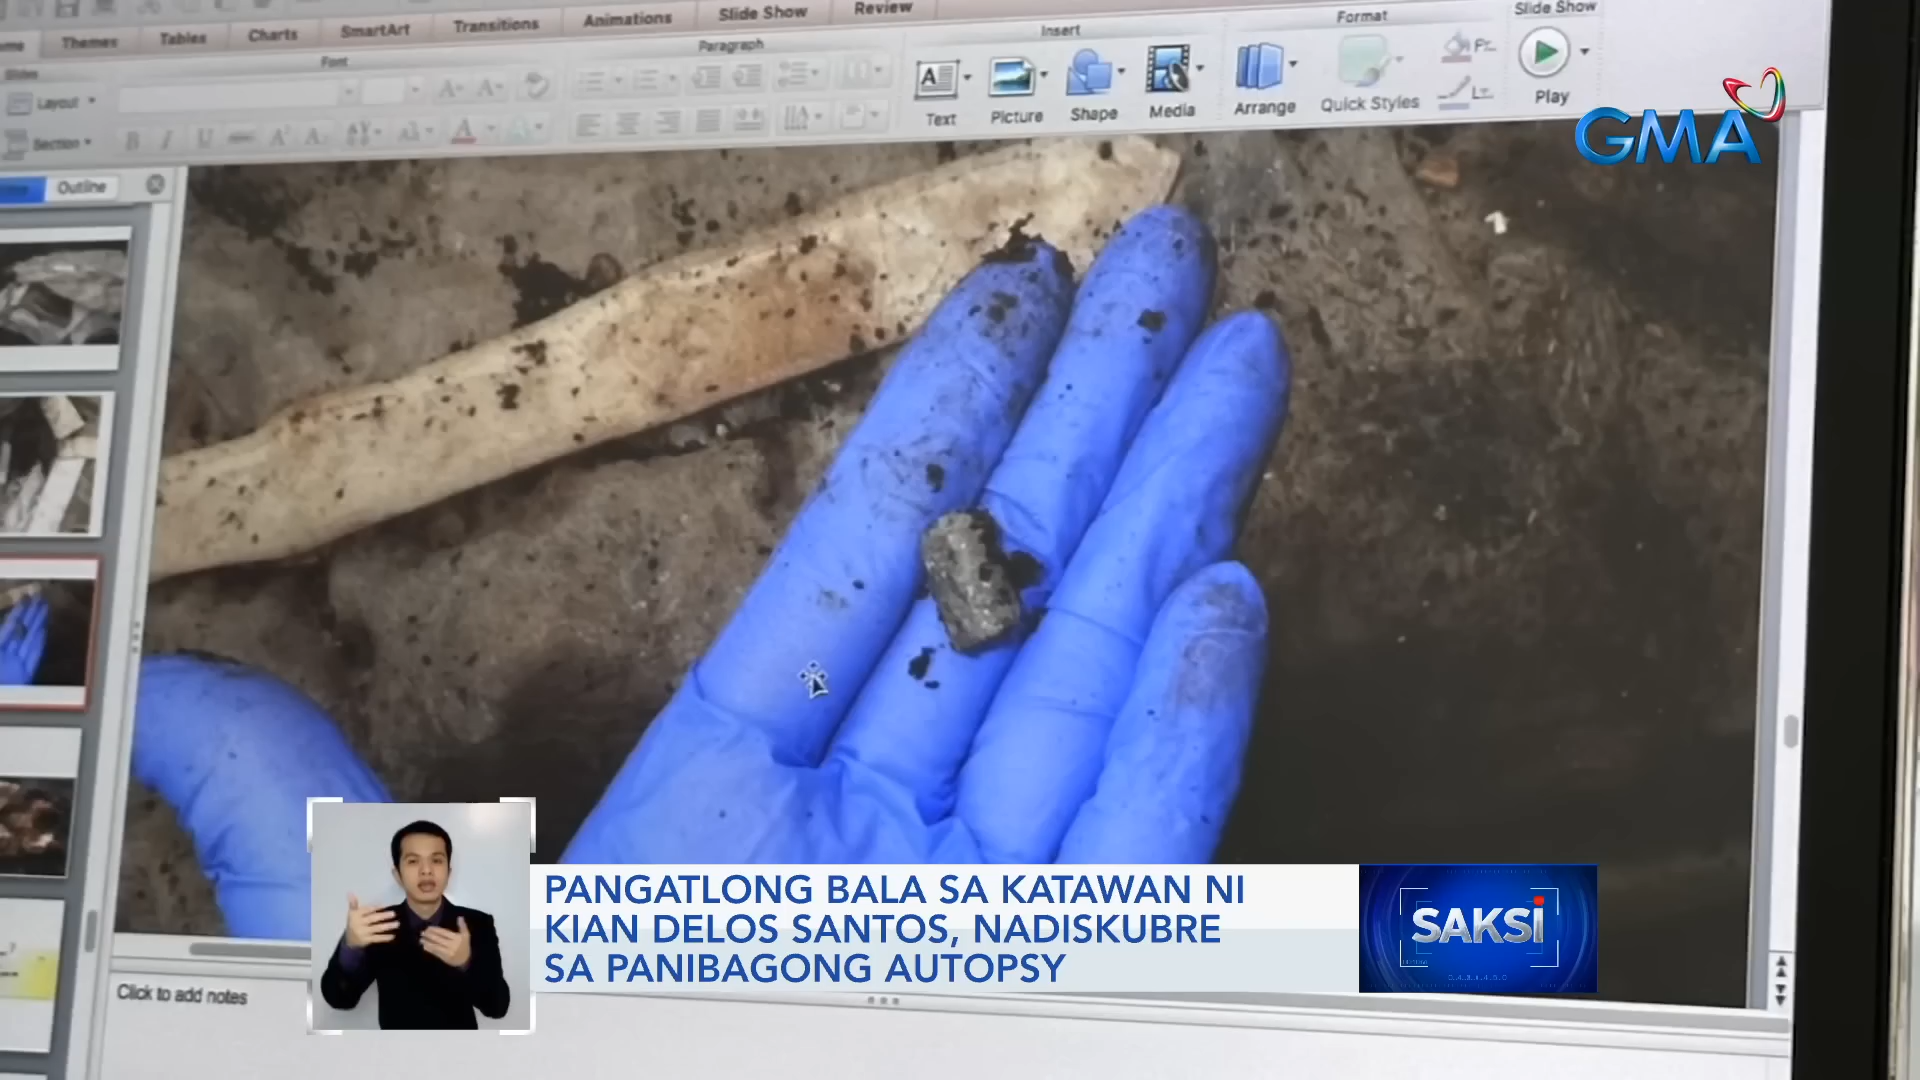 Themes Tables Charts SmartArt Transitions Animations Slide Show Review
Font
Paragraph
Insert
Format
Slide Show
Layout
Section
Text Picture Shape Media Arrange Quick Styles Play
Outline
GMA
Click to add notes
PANGATLONG BALA SA KATAWAN NI
KIAN DELOS SANTOS, NADISKUBRE
SA PANIBAGONG AUTOPSY
SAKSI